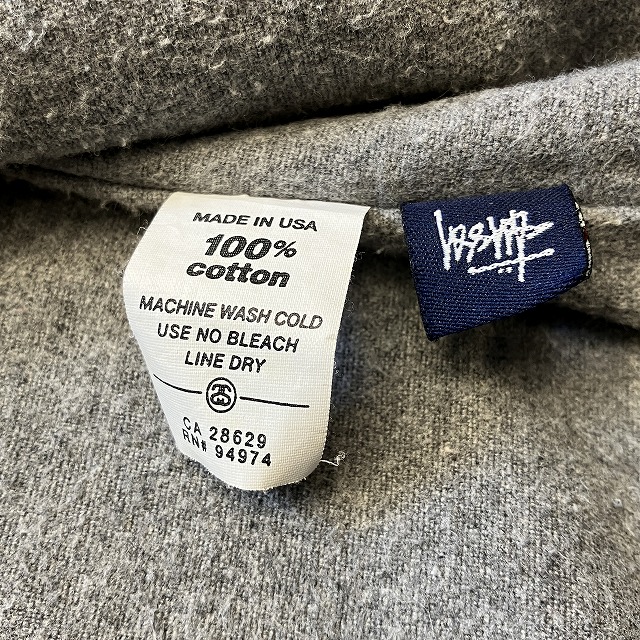 MADE IN USA
100%
cotton
MACHINE WASH COLD
USE NO BLEACH
LINE DRY
CA 28629
RN# 94974